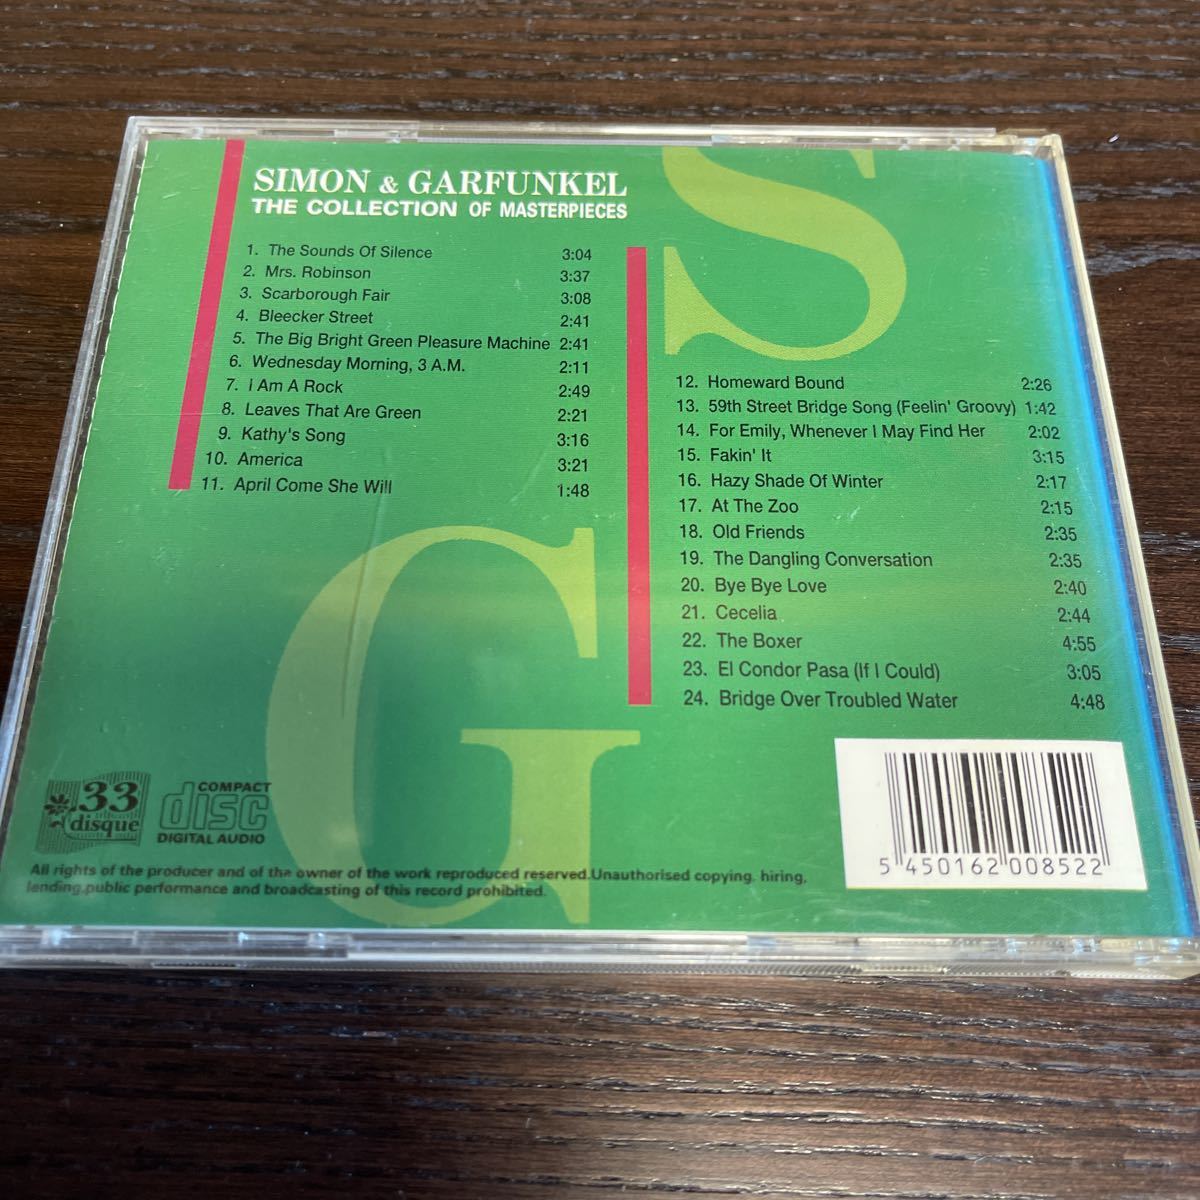 SIMON & GARFUNKEL
THE COLLECTION OF MASTERPIECES
1. The Sounds Of Silence 3:04
2. Mrs. Robinson 3:37
3. Scarborough Fair 3:08
4. Bleecker Street 2:41
5. The Big Bright Green Pleasure Machine 2:41
6. Wednesday Morning, 3 A.M. 2:11
7. I Am A Rock 2:49
8. Leaves That Are Green 2:21
9. Kathy's Song 3:16
10. America 3:21
11. April Come She Will 1:48
S
12. Homeward Bound 2:26
13. 59th Street Bridge Song (Feelin' Groovy) 1:42
14. For Emily, Whenever I May Find Her 2:02
15. Fakin' It 3:15
16. Hazy Shade Of Winter 2:17
17. At The Zoo 2:15
18. Old Friends 2:35
19. The Dangling Conversation 2:35
20. Bye Bye Love 2:40
21. Cecelia 2:44
22. The Boxer 4:55
23. El Condor Pasa (If I Could) 3:05
24. Bridge Over Troubled Water 4:48
G
33
disque
COMPACT
disc
DIGITAL AUDIO
All rights of the producer and of the owner of the work reproduced reserved.Unauthorised copying, hiring,
lending,public performance and broadcasting of this record prohibited.
5 450162 008522